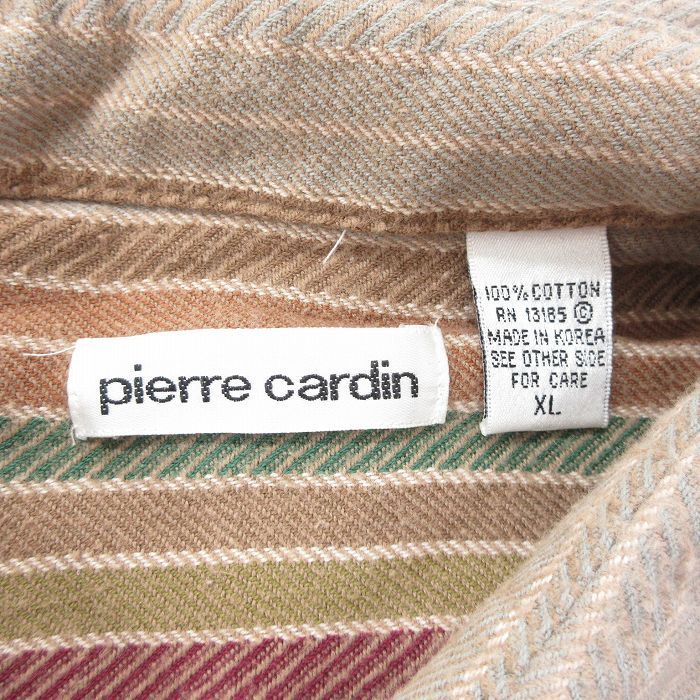 pierre cardin
100% COTTON
RN 13185 ©
MADE IN KOREA
SEE OTHER SIDE
FOR CARE
XL